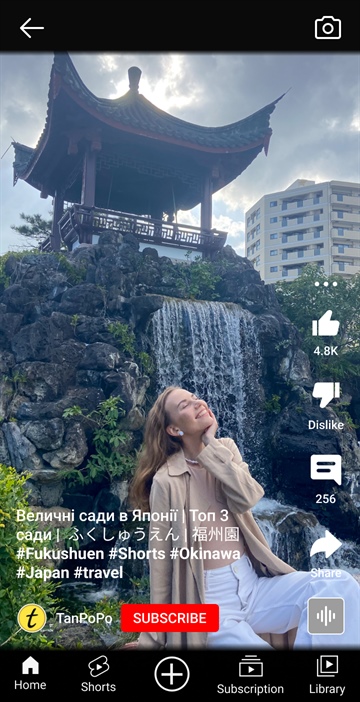 4.8K
Dislike
256
Величні сади в Японії | Топ 3
сади | ふくしゅうえん | 福州園
#Fukushuen #Shorts #Okinawa
#Japan #travel
Share
t TanPoPo SUBSCRIBE
Home Shorts Subscription Library